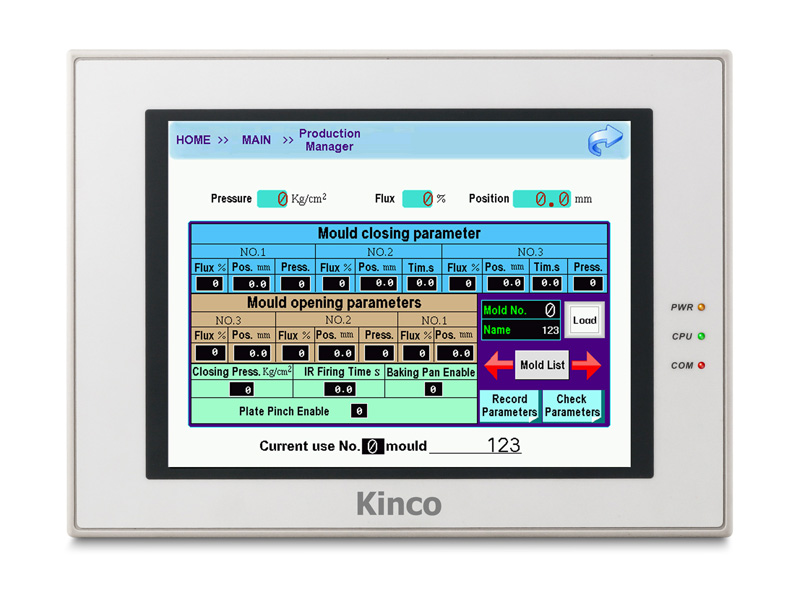 HOME >> MAIN >> Production Manager
Pressure 0 Kg/cm² Flux 0 % Position 0.0 mm
Mould closing parameter
NO.1 NO.2 NO.3
Flux % Pos. mm Press. Flux % Pos. mm Tim.s Flux % Pos. mm Tim.s Press.
0 0.0 0 0 0.0 0.0 0 0.0 0.0 0
Mould opening parameters
NO.3 NO.2 NO.1
Flux % Pos. mm Flux % Pos. mm Press. Flux % Pos. mm
0 0.0 0 0.0 0 0 0.0
Closing Press. Kg/cm² IR Firing Time s Baking Pan Enable
0 0.0 0
Plate Pinch Enable 0
Mold No. 0
Name 123
Load
Mold List
Record Parameters
Check Parameters
Current use No. 0 mould 123
PWR
CPU
COM
Kinco